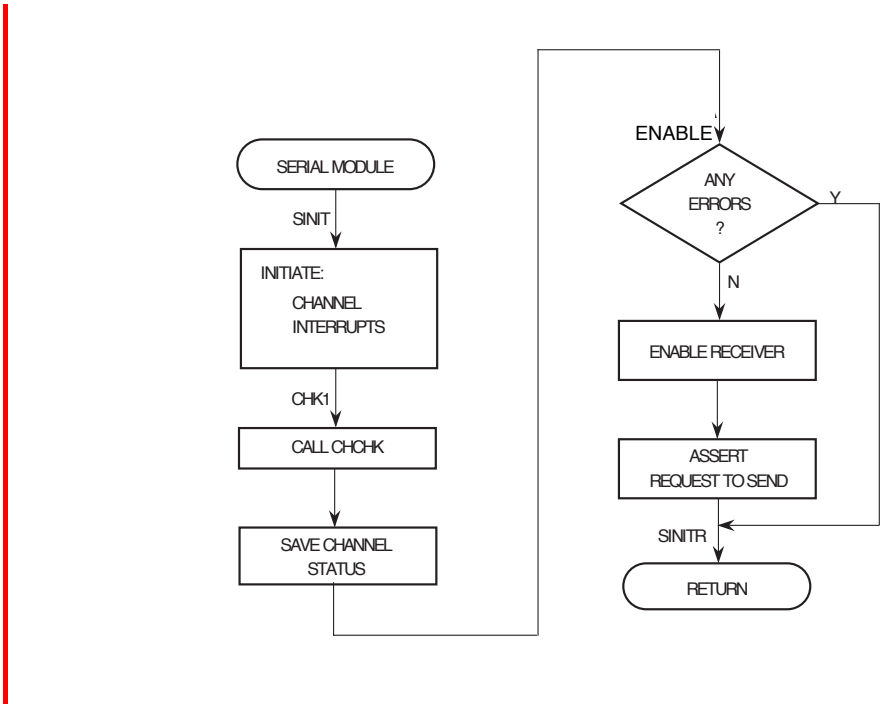 SERIAL MODULE
SINIT
INITIATE:
CHANNEL
INTERRUPTS
CHK1
CALL CHCHK
SAVE CHANNEL
STATUS
ENABLE
ANY
ERRORS
?
Y
N
ENABLE RECEIVER
ASSERT
REQUEST TO SEND
SINITR
RETURN